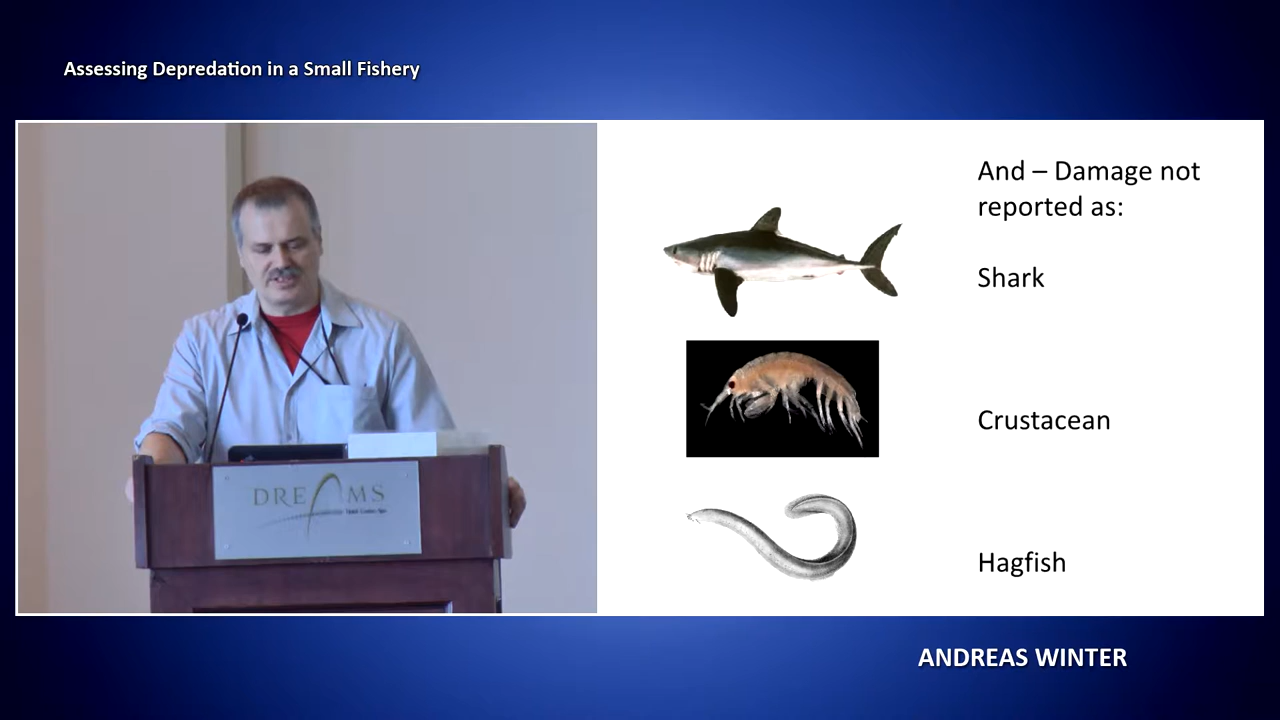 Assessing Depredation in a Small Fishery
And – Damage not
reported as:
Shark
Crustacean
Hagfish
DREAMS
ANDREAS WINTER